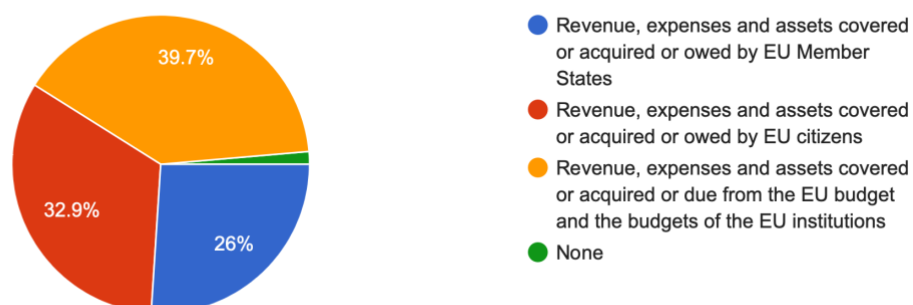 39.7%
32.9%
26%
Revenue, expenses and assets covered
or acquired or owed by EU Member
States
Revenue, expenses and assets covered
or acquired or owed by EU citizens
Revenue, expenses and assets covered
or acquired or due from the EU budget
and the budgets of the EU institutions
None